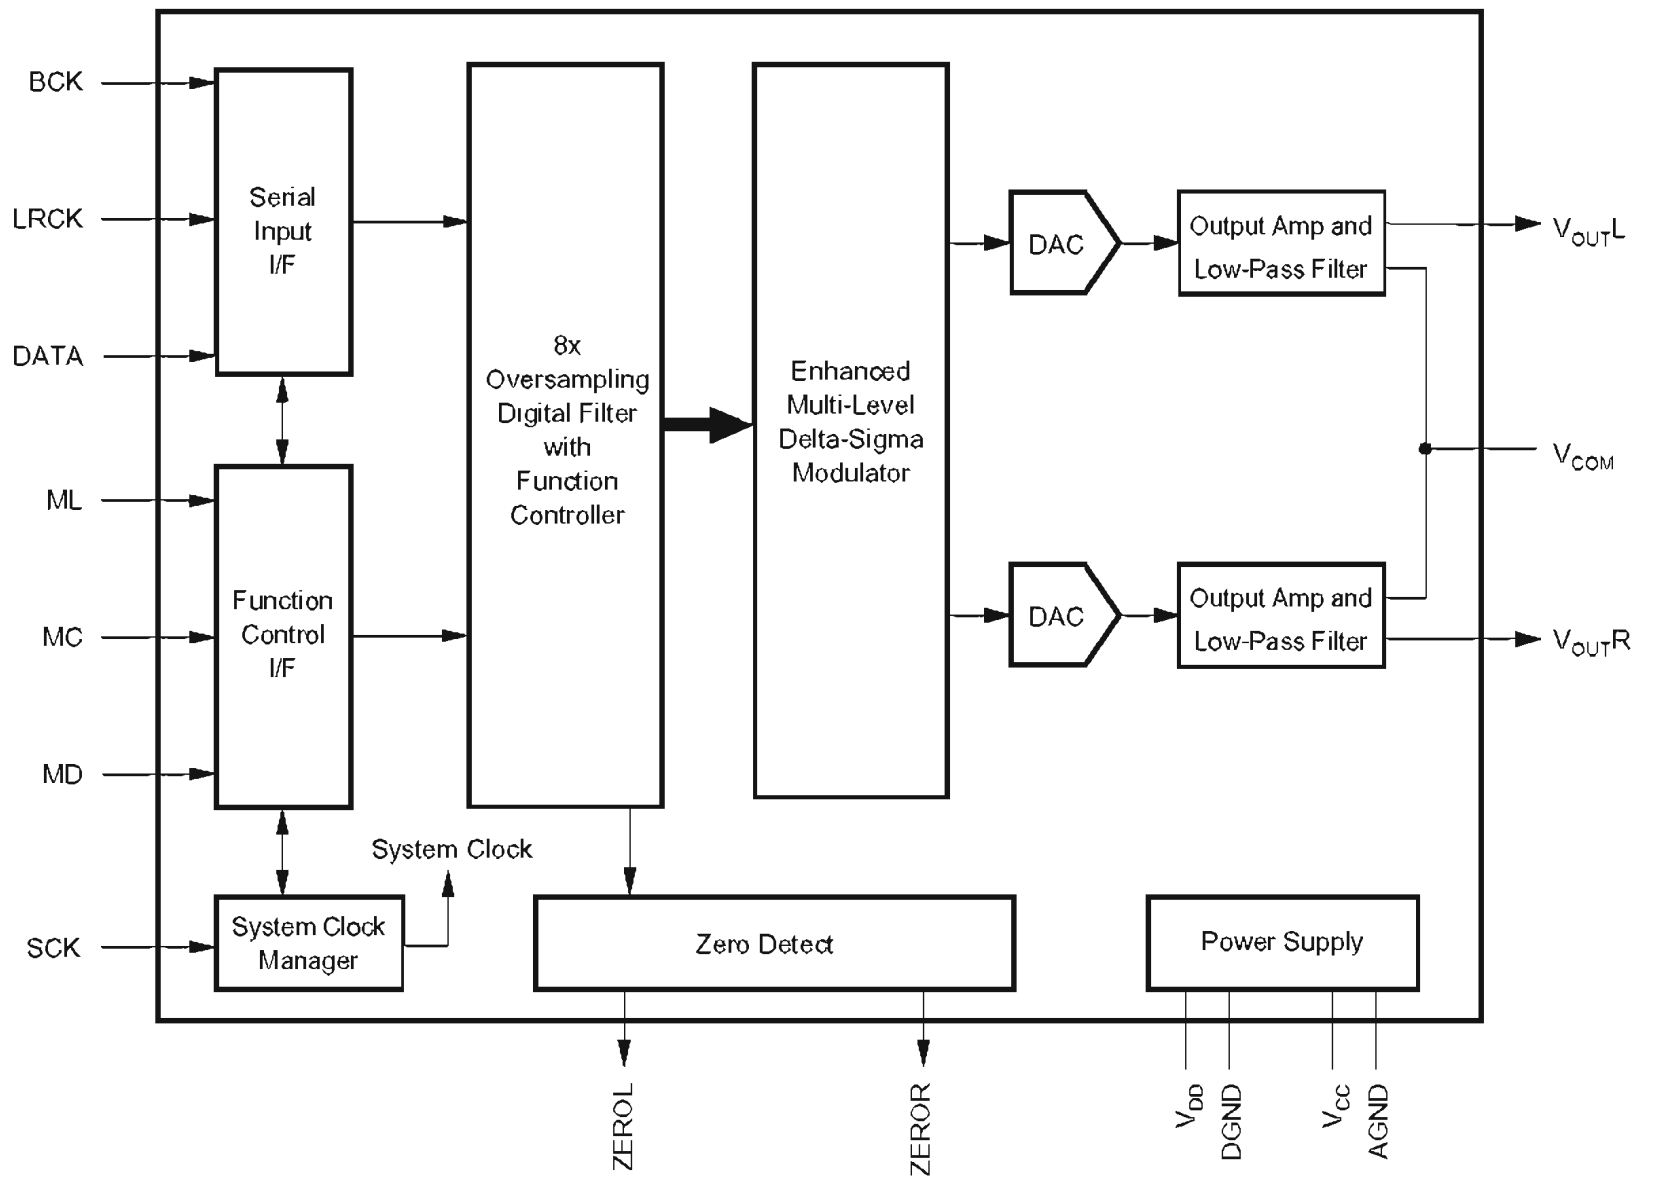 BCK
LRCK
DATA
ML
MC
MD
SCK
Serial
Input
I/F
Function
Control
I/F
System Clock
Manager
System Clock
8x
Oversampling
Digital Filter
with
Function
Controller
Enhanced
Multi-Level
Delta-Sigma
Modulator
DAC
Output Amp and
Low-Pass Filter
DAC
Output Amp and
Low-Pass Filter
VOUTL
VCOM
VOUTR
Zero Detect
Power Supply
ZEROL
ZEROR
VDD
DGND
VCC
AGND